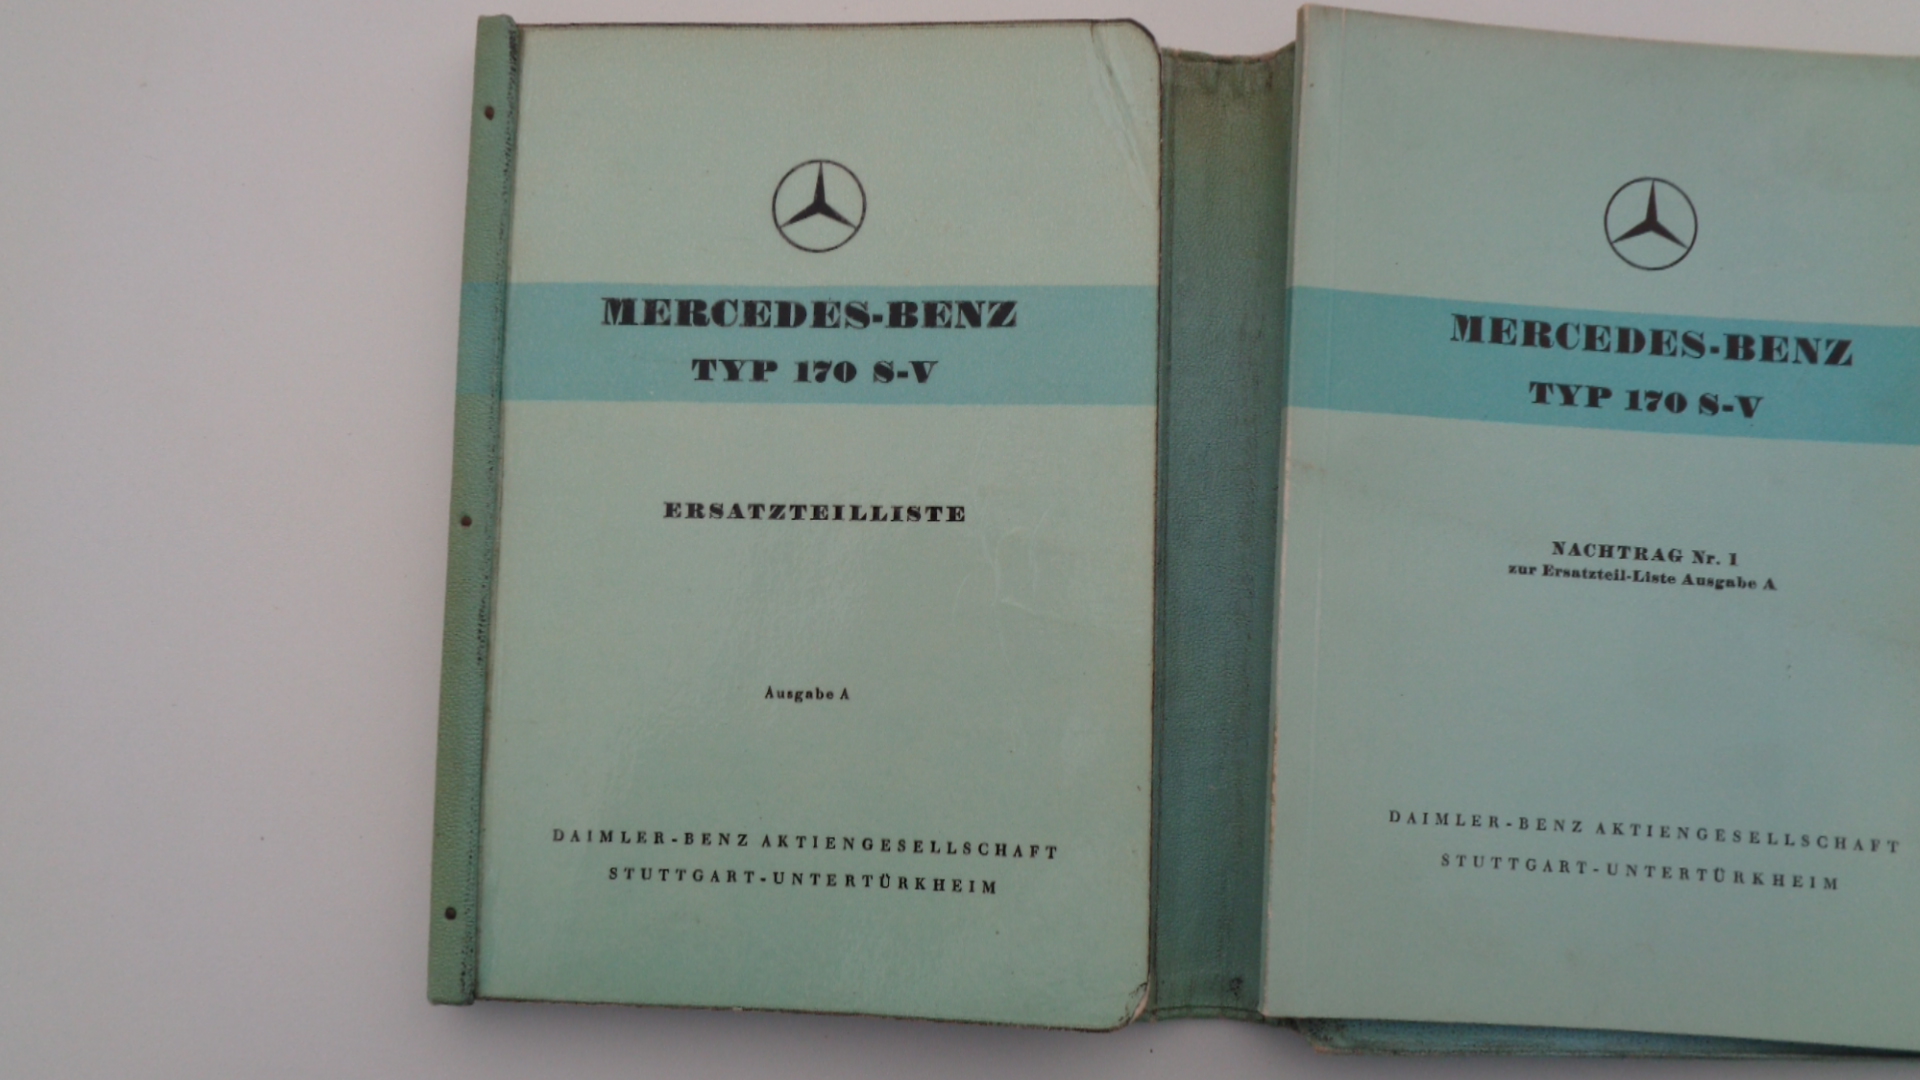 MERCEDES-BENZ
TYP 170 S-V
ERSATZTEILLISTE
Ausgabe A
DAIMLER-BENZ AKTIENGESELLSCHAFT
STUTTGART-UNTERTÜRKHEIM
MERCEDES-BENZ
TYP 170 S-V
NACHTRAG Nr. 1
zur Ersatzteil-Liste Ausgabe A
DAIMLER-BENZ AKTIENGESELLSCHAFT
STUTTGART-UNTERTÜRKHEIM